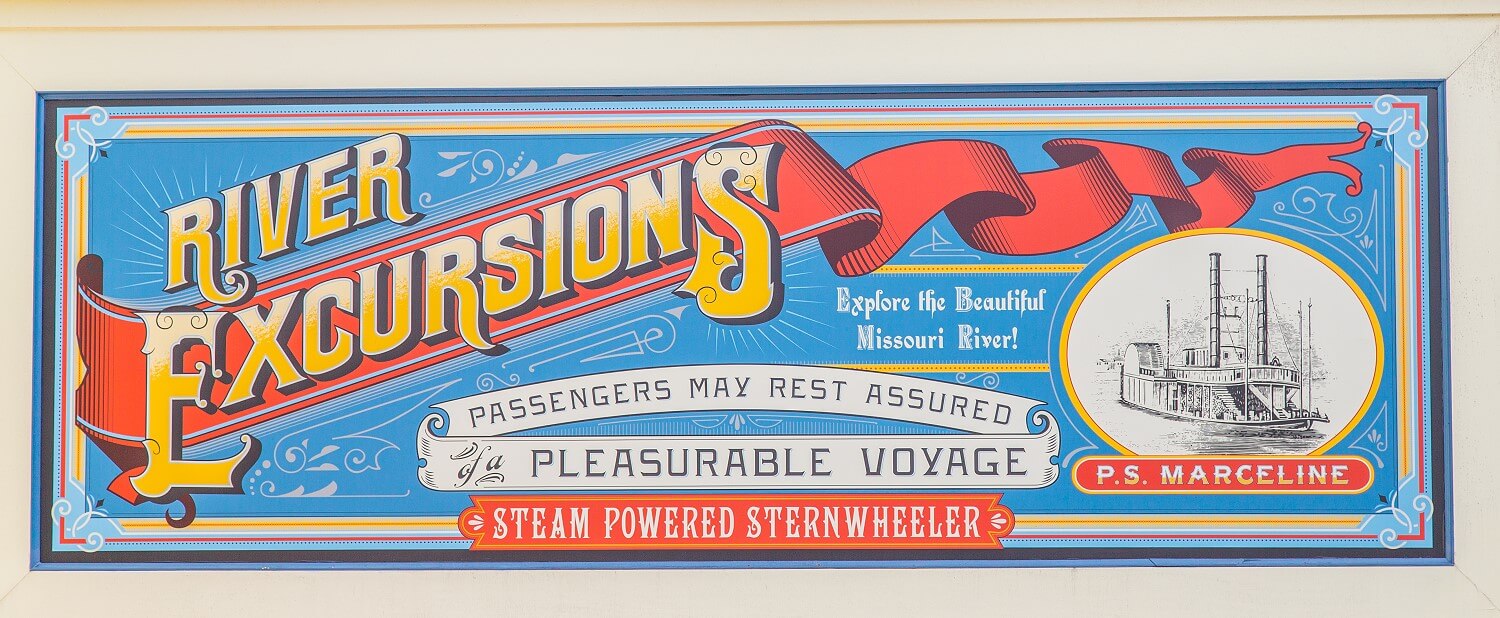 RIVER
EXCURSIONS
Explore the Beautiful
Missouri River!
PASSENGERS MAY REST ASSURED
of a PLEASURABLE VOYAGE
STEAM POWERED STERNWHEELER
P.S. MARCELINE